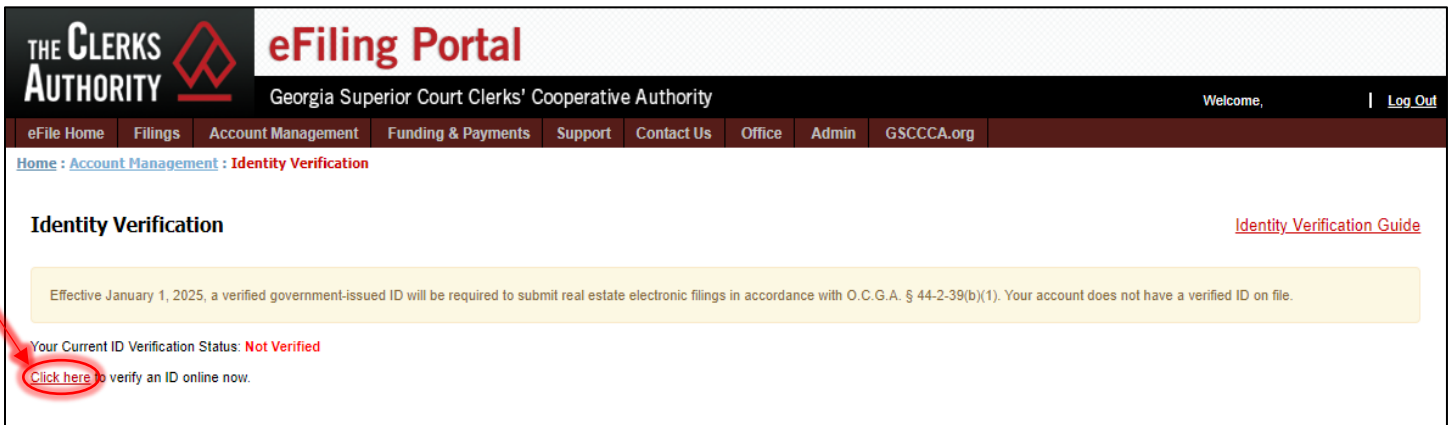 THE CLERKS
AUTHORITY
eFiling Portal
Georgia Superior Court Clerks' Cooperative Authority
Welcome, | Log Out
eFile Home Filings Account Management Funding & Payments Support Contact Us Office Admin GSCCCA.org
Home : Account Management : Identity Verification
Identity Verification
Identity Verification Guide
Effective January 1, 2025, a verified government-issued ID will be required to submit real estate electronic filings in accordance with O.C.G.A. § 44-2-39(b)(1). Your account does not have a verified ID on file.
Your Current ID Verification Status: Not Verified
Click here to verify an ID online now.